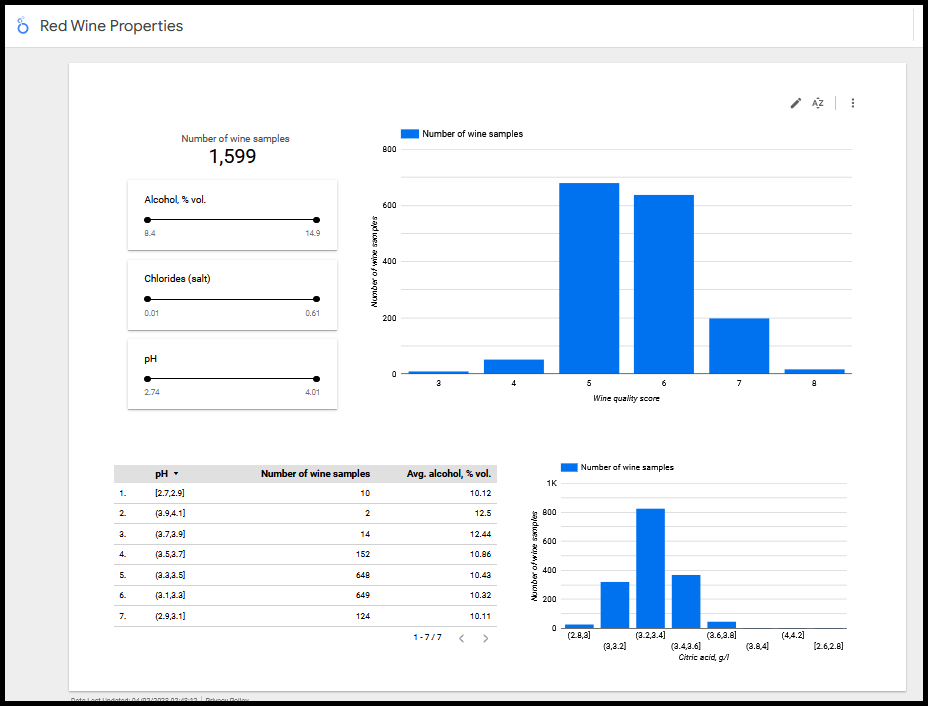 Red Wine Properties
Number of wine samples
1,599
Alcohol, % vol.
8.4 14.9
Chlorides (salt)
0.01 0.61
pH
2.74 4.01
Number of wine samples
800
600
400
200
0
Number of wine samples
3 4 5 6 7 8
Wine quality score
pH Number of wine samples Avg. alcohol, % vol.
1. [2.7,2.9] 10 10.12
2. (3.9,4.1] 2 12.5
3. (3.7,3.9] 14 12.44
4. (3.5,3.7] 152 10.86
5. (3.3,3.5] 648 10.43
6. (3.1,3.3] 649 10.32
7. (2.9,3.1] 124 10.11
1 - 7 / 7
Number of wine samples
1K
800
600
400
200
0
Number of wine samples
(2.8,3] (3.2,3.4] (3.6,3.8] (4,4.2]
(3,3.2] (3.4,3.6] (3.8,4] [2.6,2.8]
Citric acid, g/l
Privacy Policy